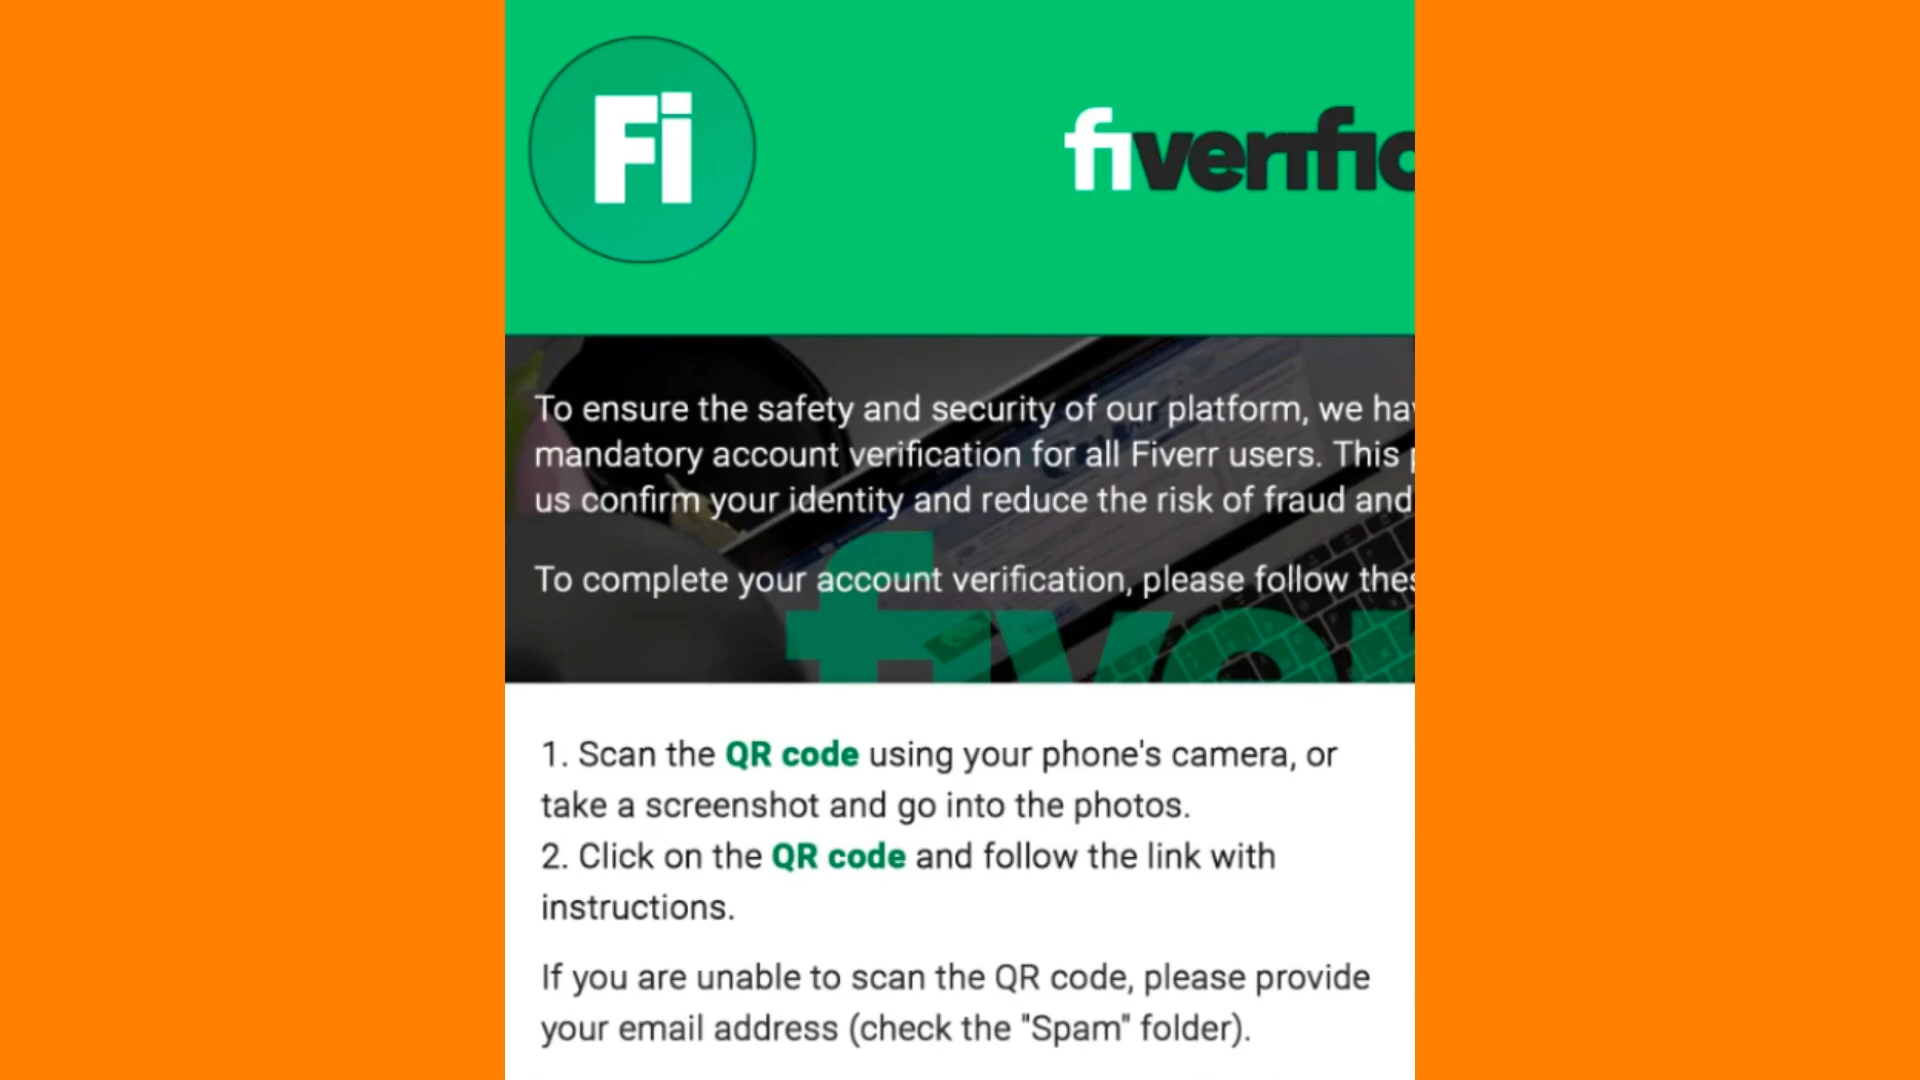 Fi
fiverrific
To ensure the safety and security of our platform, we
mandatory account verification for all Fiverr users. This
us confirm your identity and reduce the risk of fraud and
To complete your account verification, please follow
1. Scan the QR code using your phone's camera, or
take a screenshot and go into the photos.
2. Click on the QR code and follow the link with
instructions.
If you are unable to scan the QR code, please provide
your email address (check the "Spam" folder).